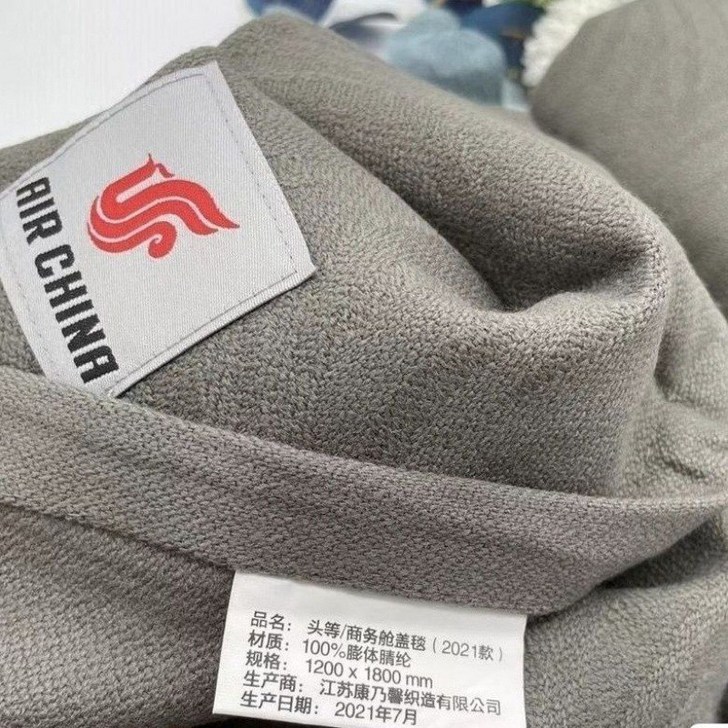 AIR CHINA
品名：头等/商务舱盖毯（2021款）
材质：100%膨体腈纶
规格：1200 x 1800 mm
生产商：江苏康乃馨织造有限公司
生产日期：2021年7月